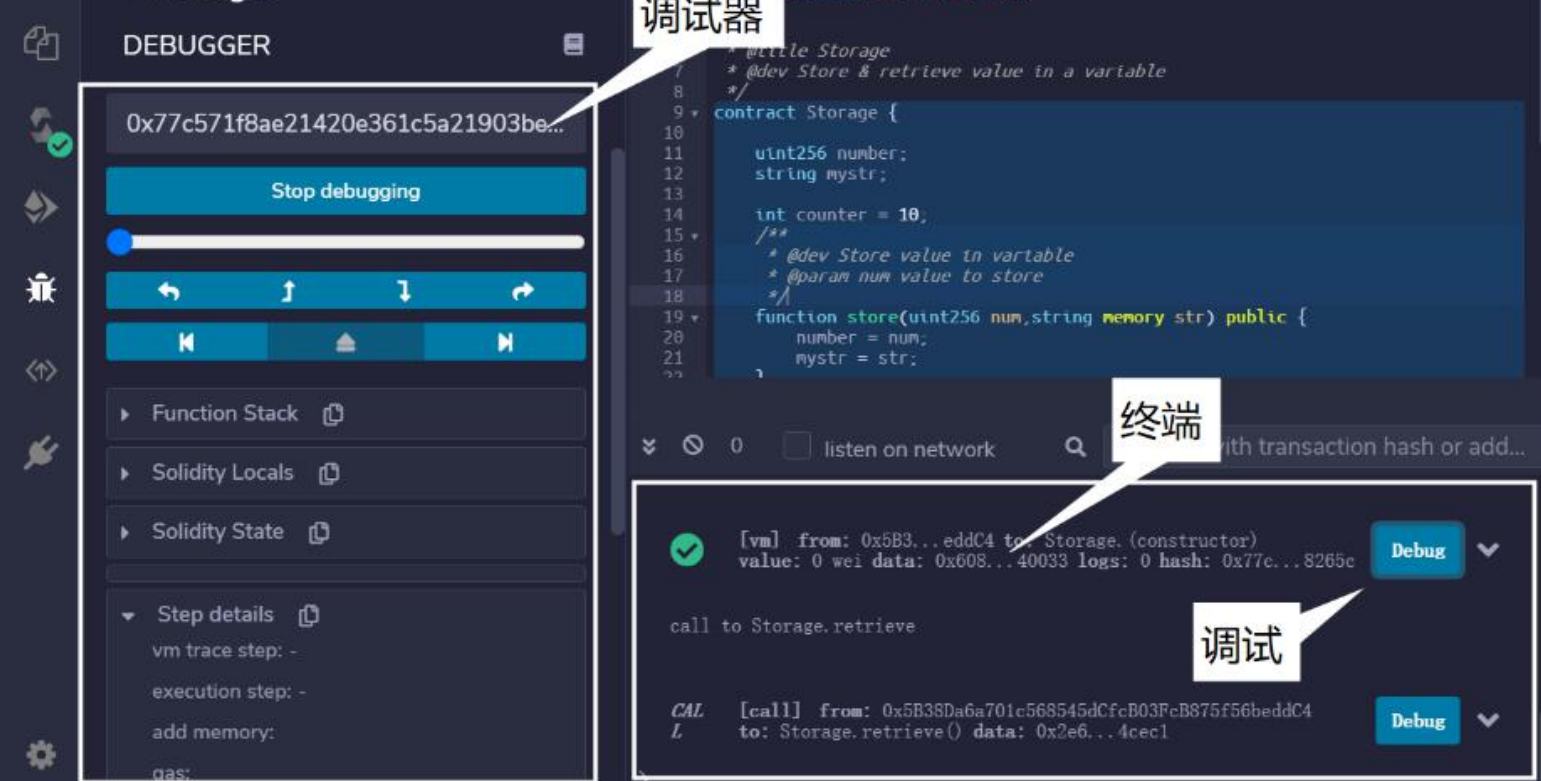 DEBUGGER
0x77c571f8ae21420e361c5a21903be...
Stop debugging
Function Stack
Solidity Locals
Solidity State
Step details
vm trace step: -
execution step: -
add memory:
gas:
调试器
* @title Storage
7 * @dev Store & retrieve value in a variable
8 */
9 contract Storage {
10
11 uint256 number;
12 string mystr;
13
14 int counter = 10;
15 /**
16 * @dev Store value in variable
17 * @param num value to store
18 */
19 function store(uint256 num,string memory str) public {
20 number = num;
21 mystr = str;
22 }
终端
0 listen on network
with transaction hash or add...
[vm] from: 0x5B3...eddC4 to: Storage.(constructor)
value: 0 wei data: 0x608...40033 logs: 0 hash: 0x77c...8265c
Debug
调试
call to Storage.retrieve
CAL
L
[call] from: 0x5B38Da6a701c568545dCfcB03FcB875f56beddC4
to: Storage.retrieve() data: 0x2e6...4cec1
Debug